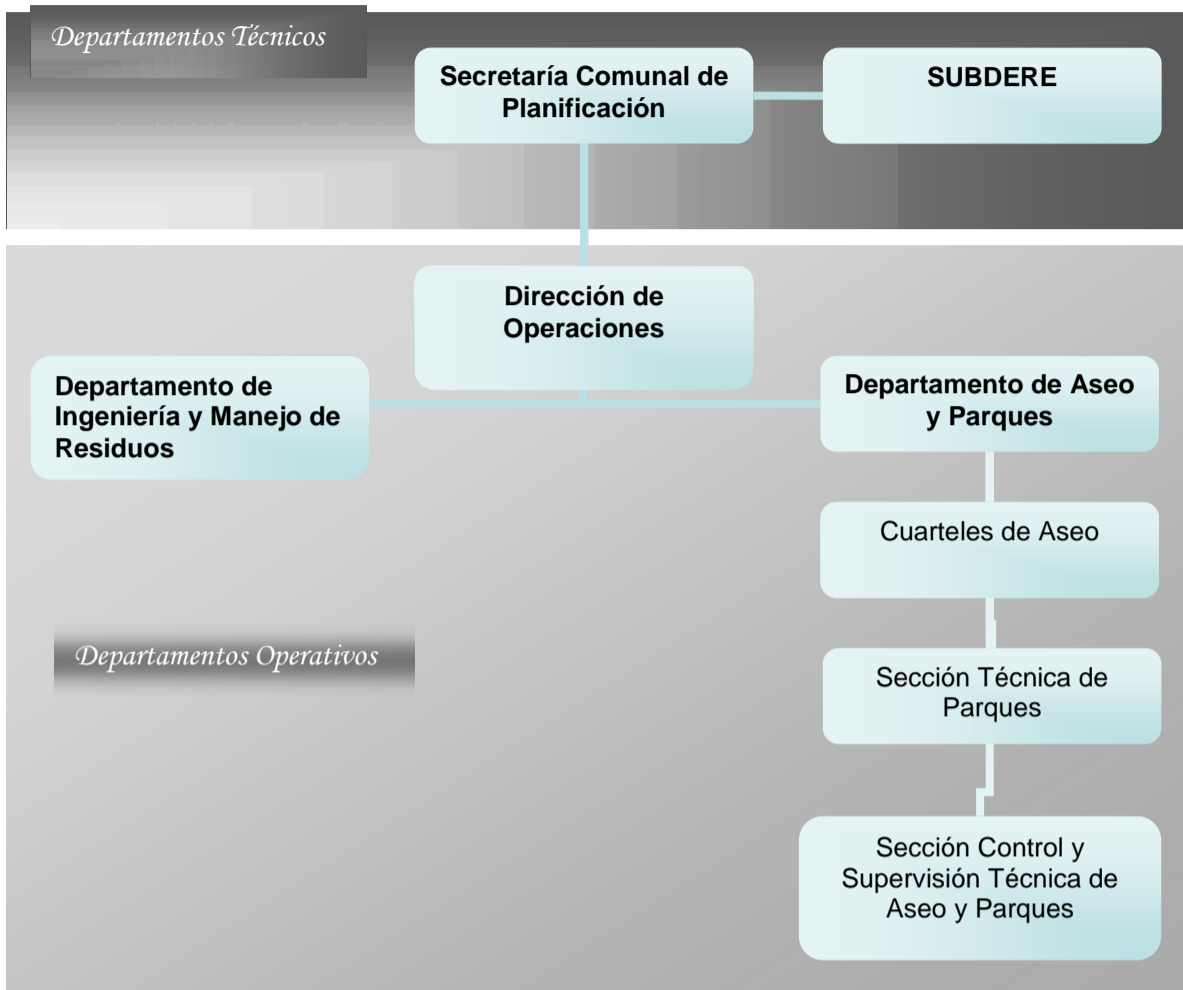 Departamentos Técnicos
Secretaría Comunal de
Planificación
SUBDERE
Dirección de
Operaciones
Departamento de
Ingeniería y Manejo de
Residuos
Departamento de Aseo
y Parques
Cuarteles de Aseo
Departamentos Operativos
Sección Técnica de
Parques
Sección Control y
Supervisión Técnica de
Aseo y Parques